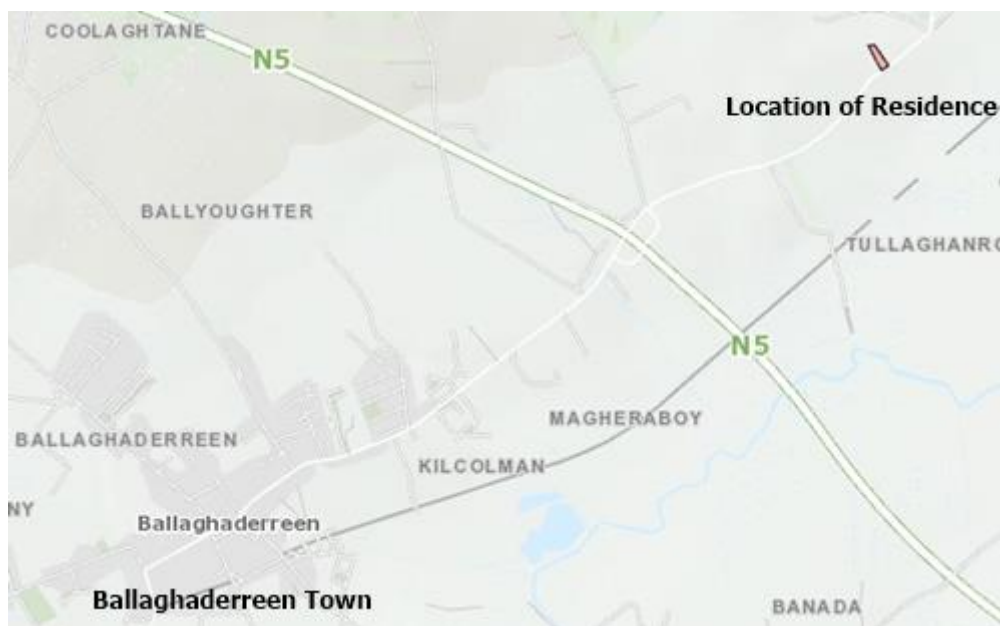 COOLAGHTANE
N5
Location of Residence
BALLYOUGHTER
TULLAGHANRO
N5
MAGHERABOY
BALLAGHADERREEN
KILCOLMAN
NY
Ballaghaderreen
Ballaghaderreen Town
BANADA